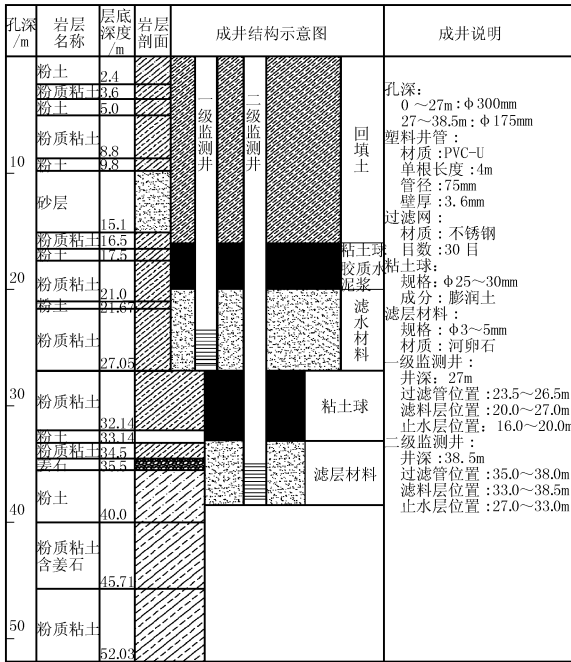 孔深
/m
岩层
名称
层底
深度
/m
岩层
剖面
成井结构示意图
成井说明
粉土
2.4
粉质粘土
3.6
粉土
5.0
粉质粘土
8.8
粉土
9.8
10
砂层
15.1
粉质粘土
16.5
粉土
17.5
20
粉质粘土
21.0
粉土
21.67
粉质粘土
27.05
30
粉质粘土
32.14
粉土
33.14
粉质粘土
34.5
姜石
35.5
粉土
40.0
40
粉质粘土
含姜石
45.71
50
粉质粘土
52.03
一级监测井
二级监测井
回填土
粘土球
胶质水
泥浆
滤水材料
粘土球
滤层材料
孔深:
0～27m:φ300mm
27～38.5m:φ175mm
塑料井管:
材质:PVC-U
单根长度:4m
管径:75mm
壁厚:3.6mm
过滤网:
材质:不锈钢
目数:30目
粘土球:
规格:φ25～30mm
成分:膨润土
滤层材料:
规格:φ3～5mm
材质:河卵石
一级监测井:
井深:27m
过滤管位置:23.5～26.5m
滤料层位置:20.0～27.0m
止水层位置:16.0～20.0m
二级监测井:
井深:38.5m
过滤管位置:35.0～38.0m
滤料层位置:33.0～38.5m
止水层位置:27.0～33.0m